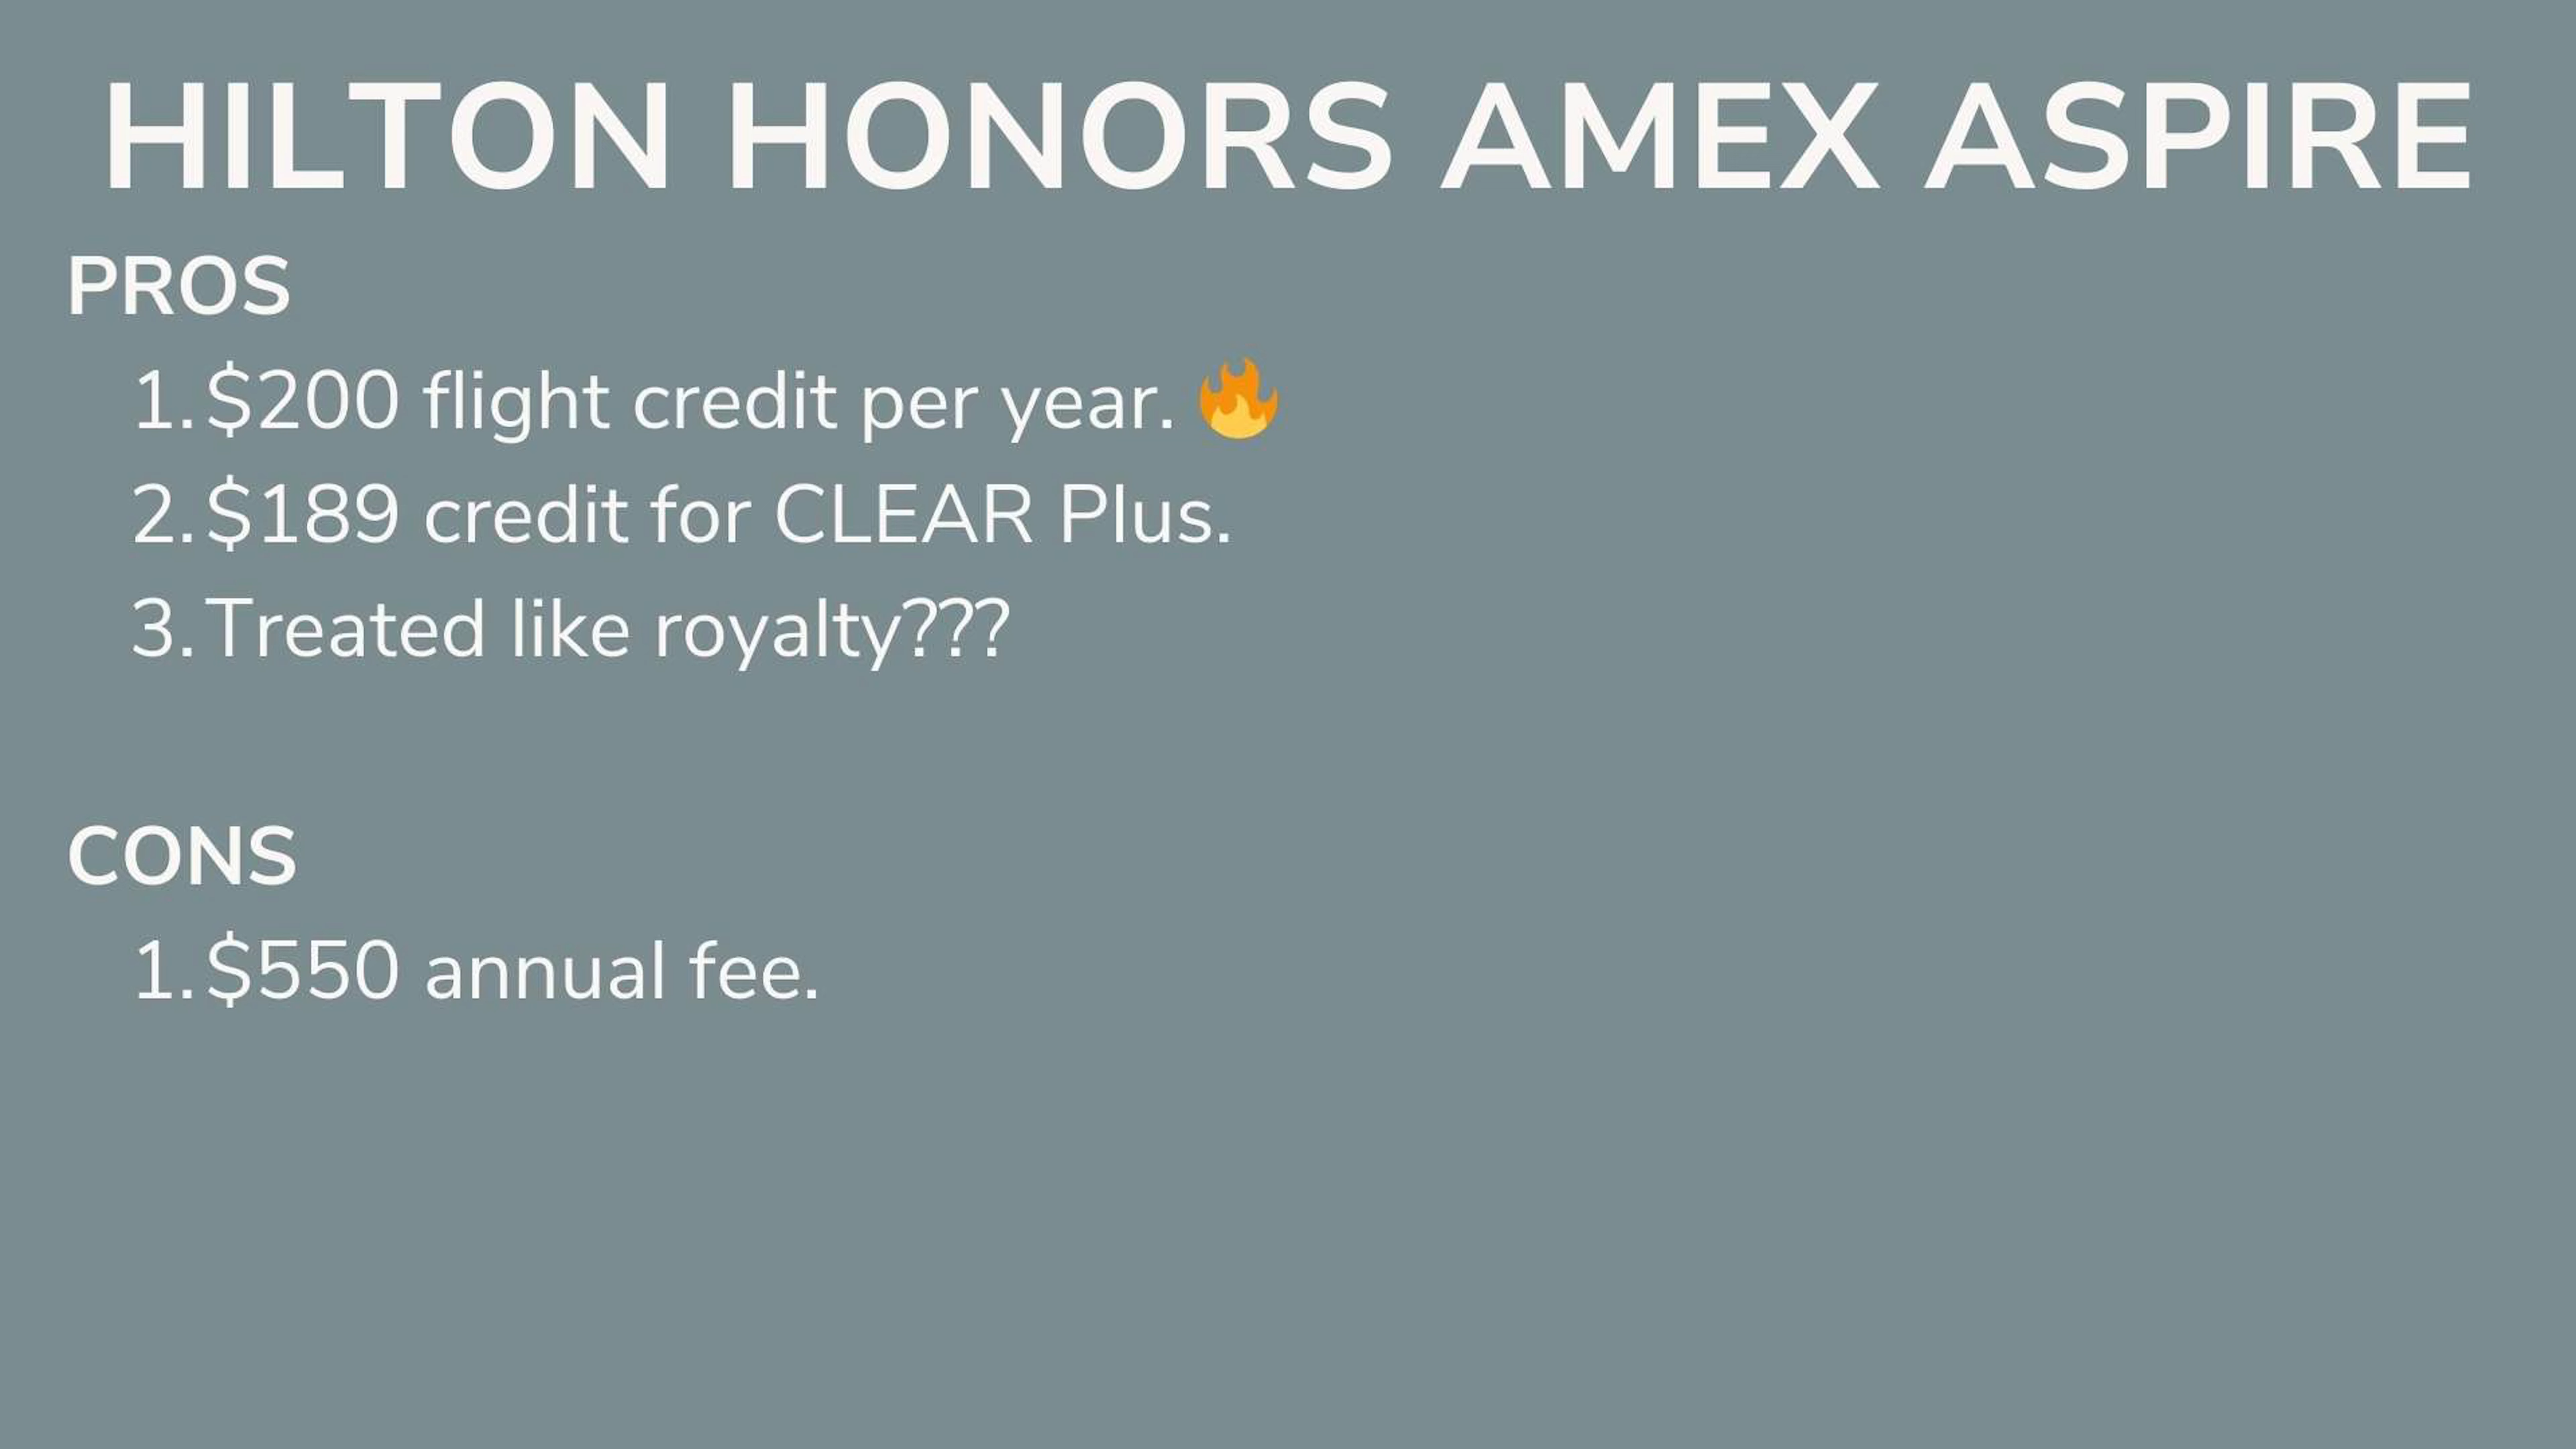 HILTON HONORS AMEX ASPIRE
PROS
1. $200 flight credit per year. 🔥
2. $189 credit for CLEAR Plus.
3. Treated like royalty???
CONS
1. $550 annual fee.